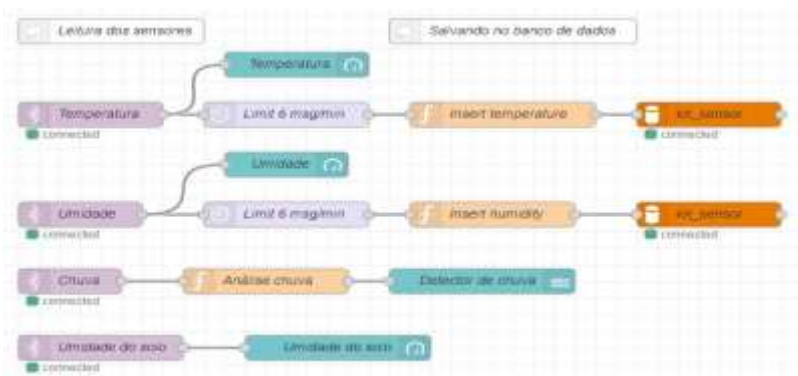 Leitura dos sensores
Salvando no banco de dados
Temperatura
Temperatura
Limit 6 msg/min
insert temperature
iot_sensor
connected
connected
Umidade
Umidade
Limit 6 msg/min
insert humidity
iot_sensor
connected
connected
Chuva
Análise chuva
Detector de chuva
connected
Umidade do solo
Umidade do solo
connected